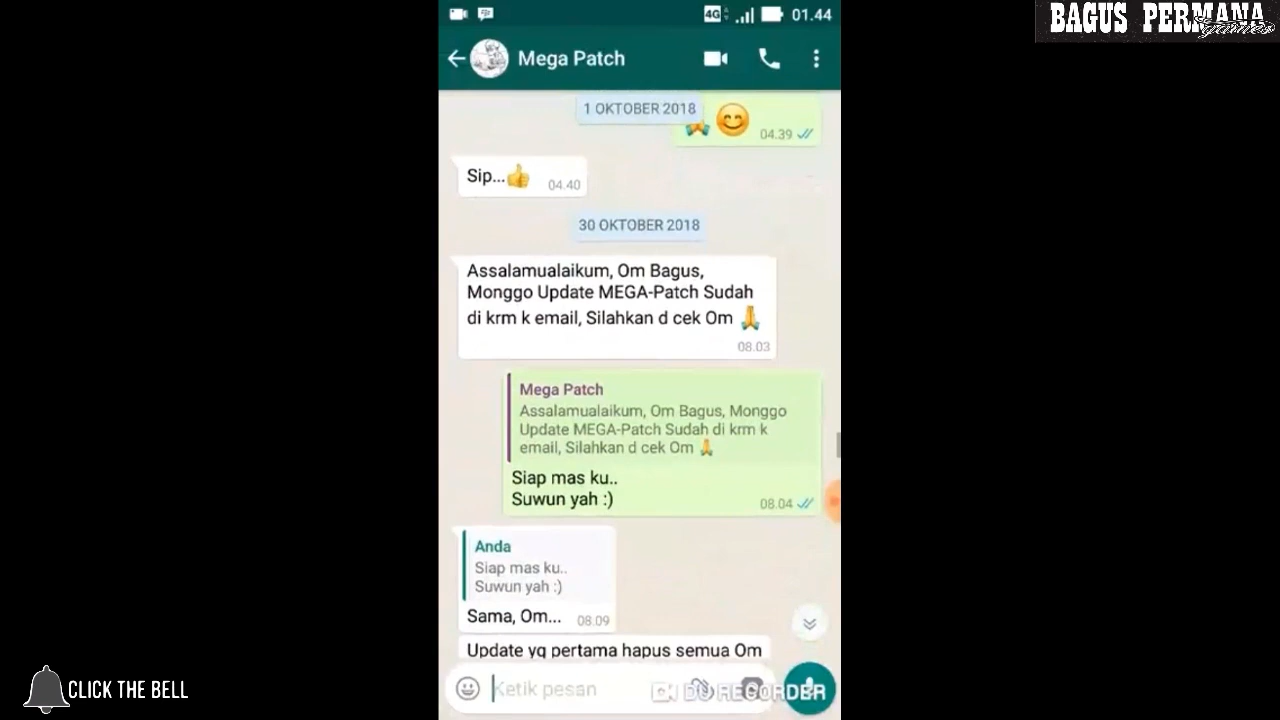 BAGUS PERMANA
games
4G
01.44
Mega Patch
1 OKTOBER 2018
🙏😊
04.39
Sip...👍
04.40
30 OKTOBER 2018
Assalamualaikum, Om Bagus,
Monggo Update MEGA-Patch Sudah
di krm k email, Silahkan d cek Om 🙏
08.03
Mega Patch
Assalamualaikum, Om Bagus, Monggo
Update MEGA-Patch Sudah di krm k
email, Silahkan d cek Om 🙏
Siap mas ku..
Suwun yah :)
08.04
Anda
Siap mas ku..
Suwun yah :)
Sama, Om...
08.09
Update yg pertama hapus semua Om
Ketik pesan
DU RECORDER
CLICK THE BELL